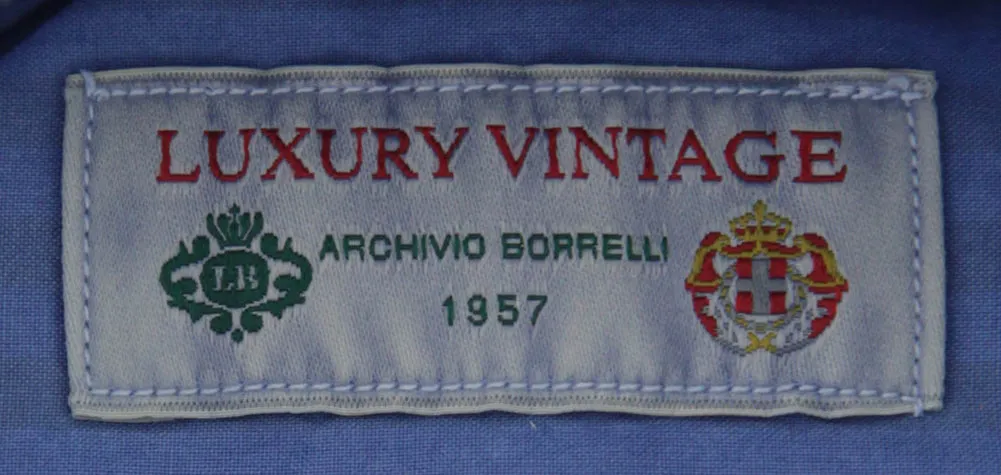 LUXURY VINTAGE
ARCHIVIO BORRELLI
1957
LB